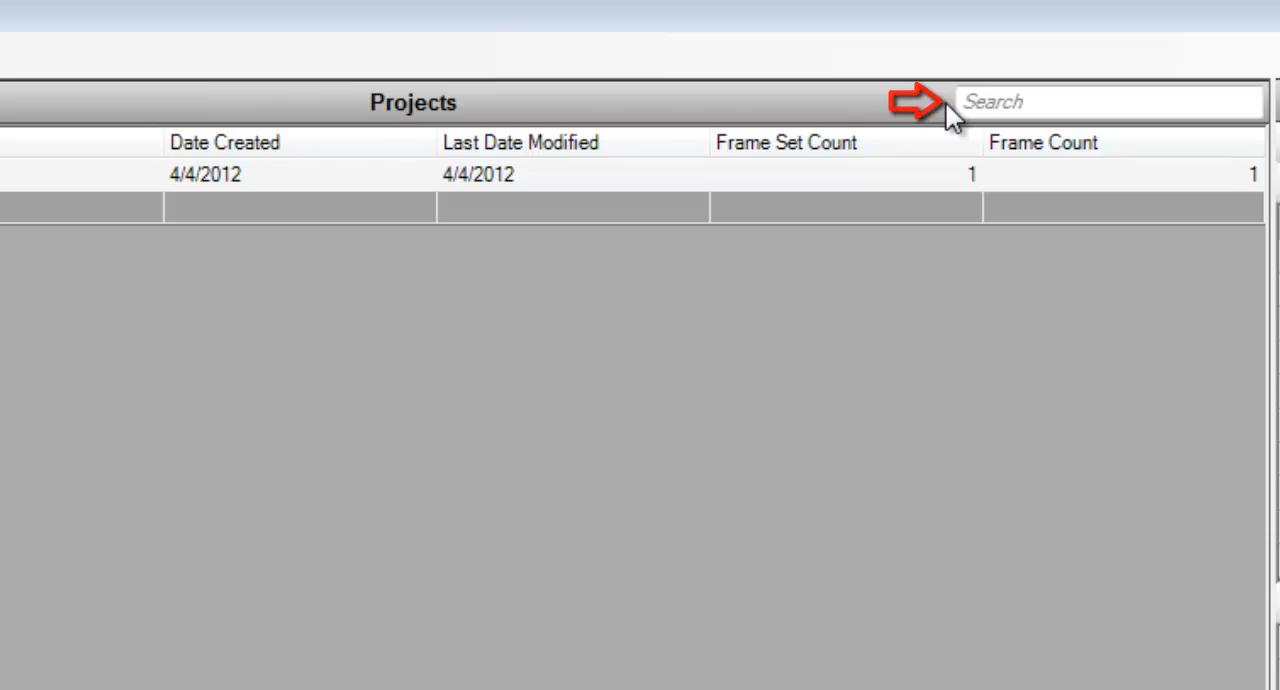 Projects
Search
Date Created Last Date Modified Frame Set Count Frame Count
4/4/2012 4/4/2012 1 1